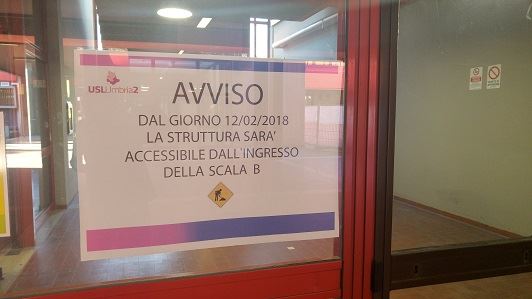 USLUmbria2
AVVISO
DAL GIORNO 12/02/2018
LA STRUTTURA SARA'
ACCESSIBILE DALL'INGRESSO
DELLA SCALA B